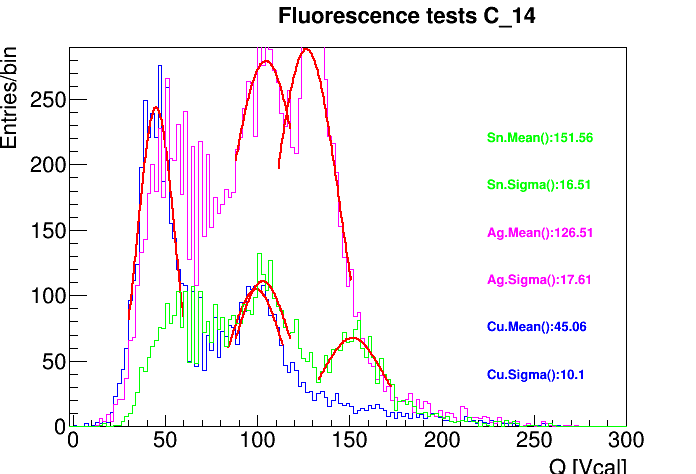 Fluorescence tests C_14
Entries/bin
250
200
150
100
50
0
Sn.Mean():151.56
Sn.Sigma():16.51
Ag.Mean():126.51
Ag.Sigma():17.61
Cu.Mean():45.06
Cu.Sigma():10.1
0 50 100 150 200 250 300
Q [Vcal]